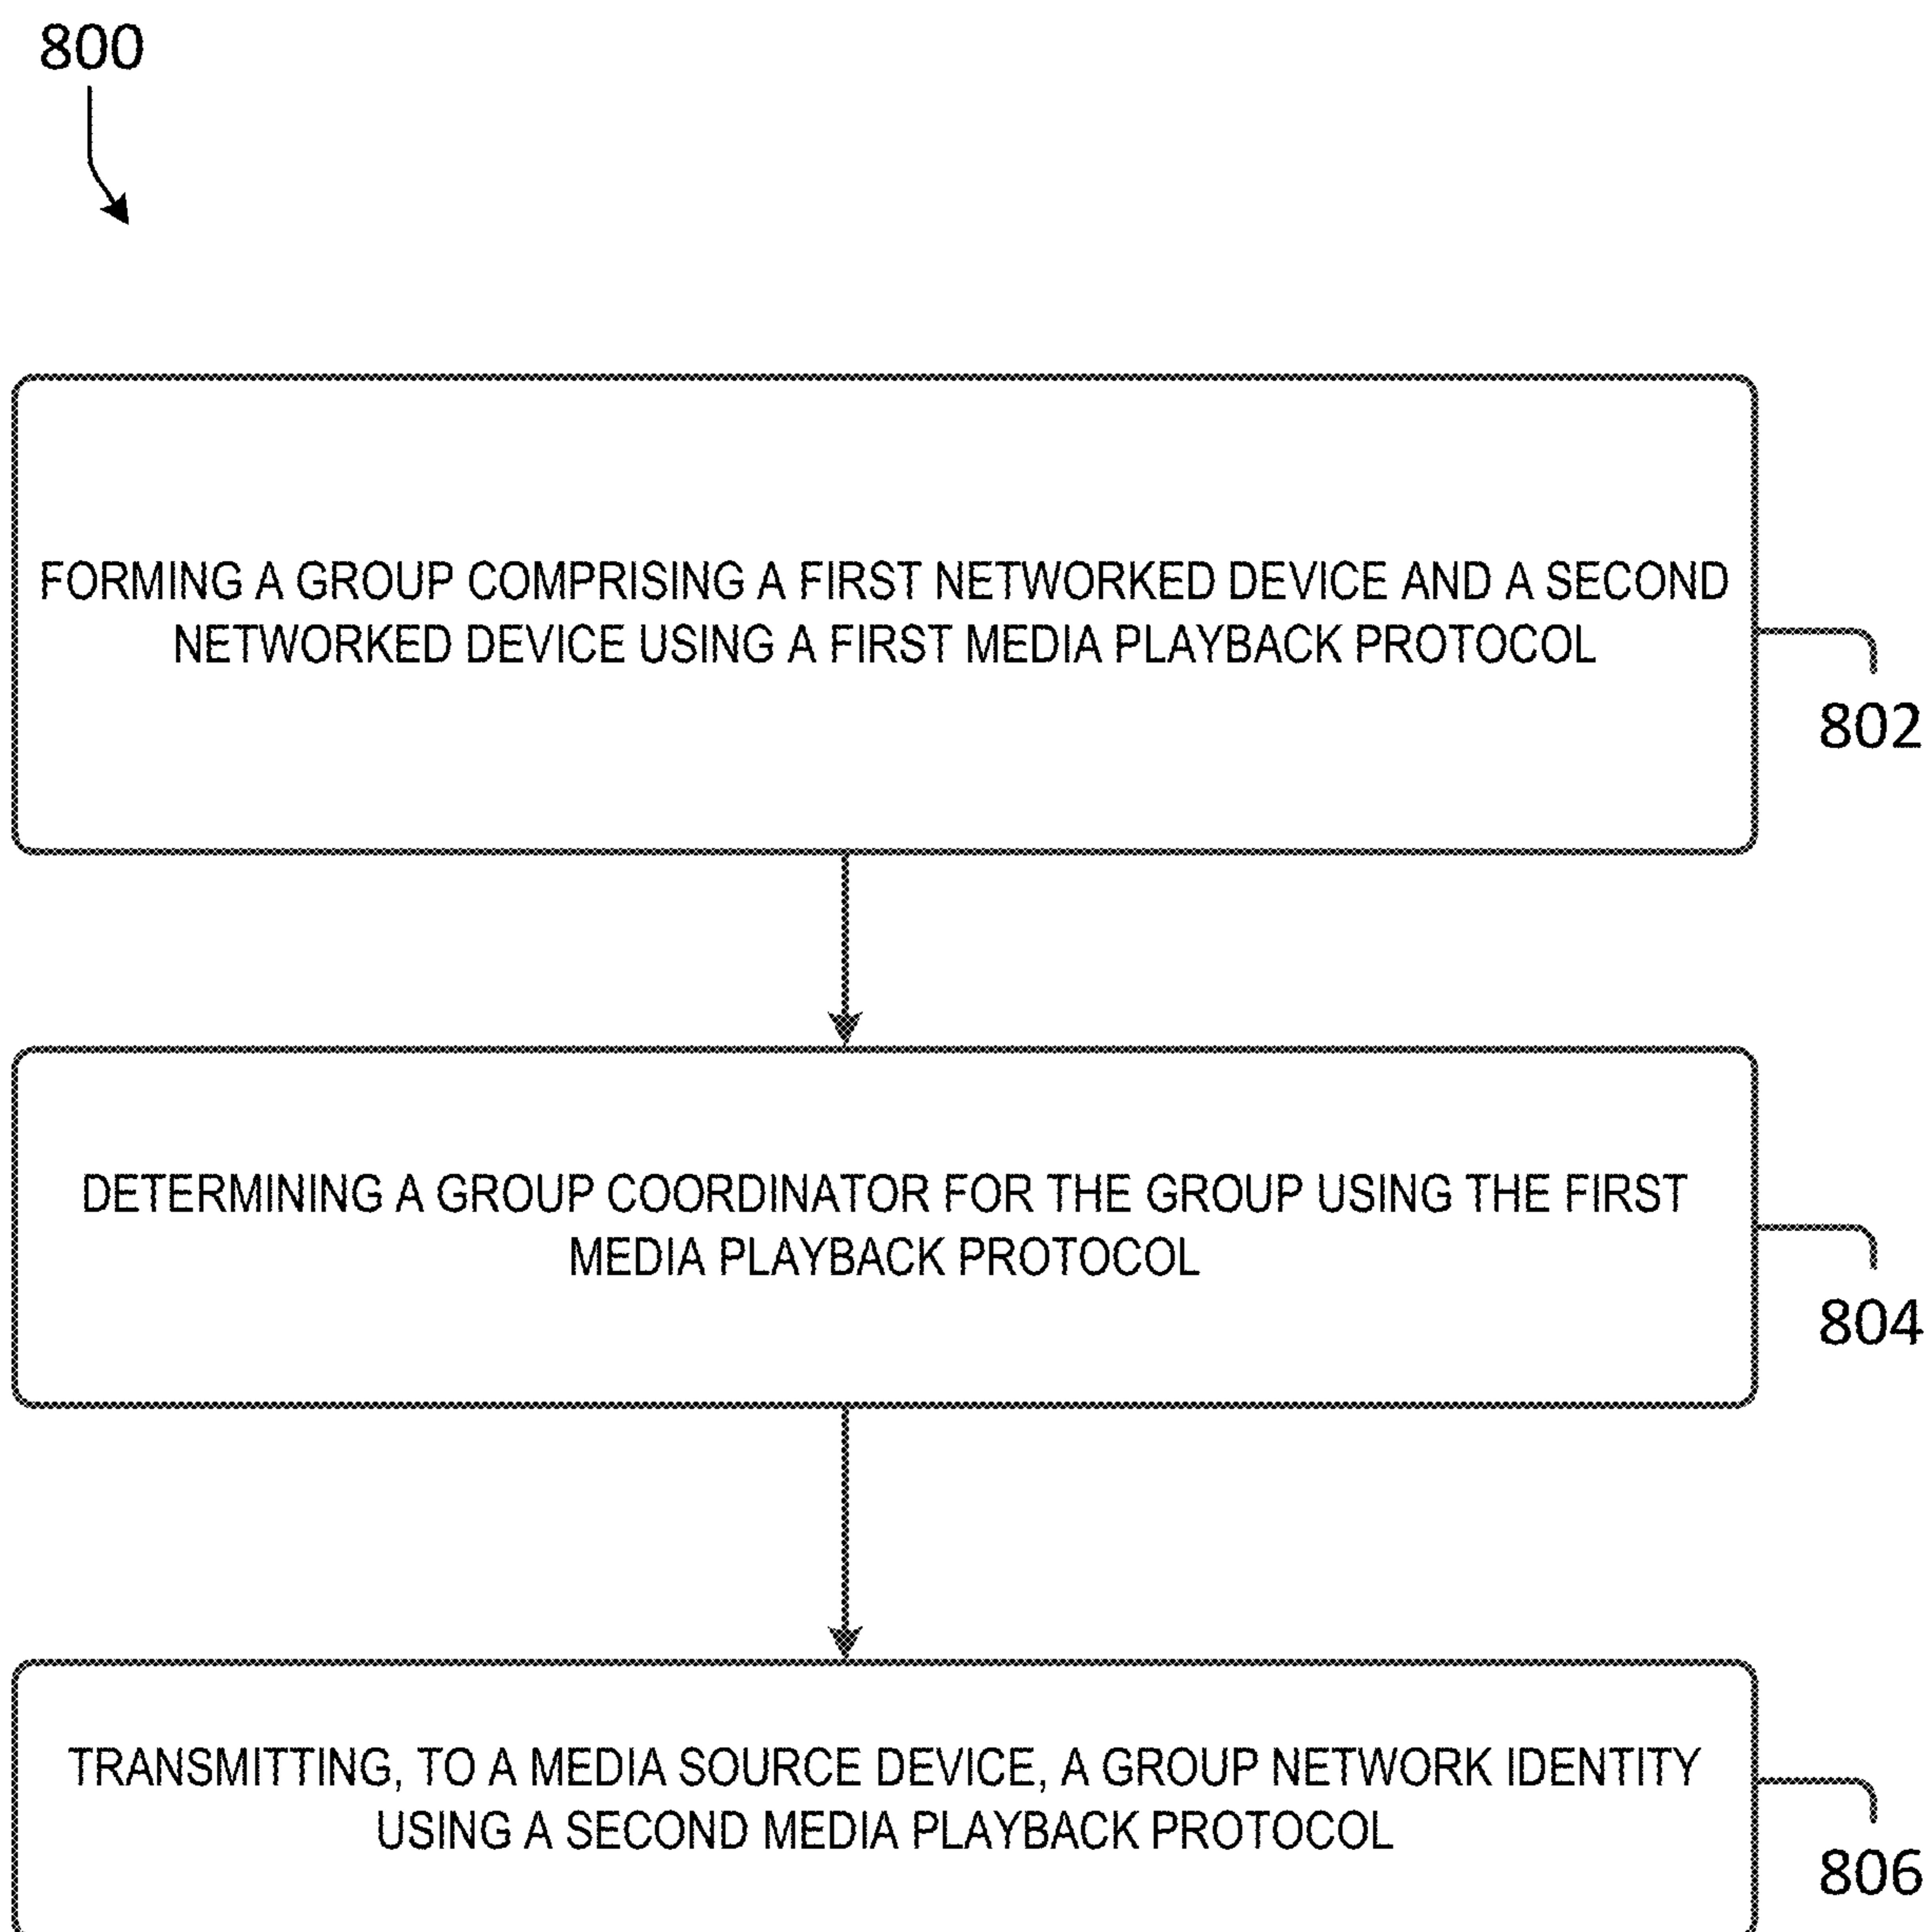 800
FORMING A GROUP COMPRISING A FIRST NETWORKED DEVICE AND A SECOND
NETWORKED DEVICE USING A FIRST MEDIA PLAYBACK PROTOCOL
802
DETERMINING A GROUP COORDINATOR FOR THE GROUP USING THE FIRST
MEDIA PLAYBACK PROTOCOL
804
TRANSMITTING, TO A MEDIA SOURCE DEVICE, A GROUP NETWORK IDENTITY
USING A SECOND MEDIA PLAYBACK PROTOCOL
806